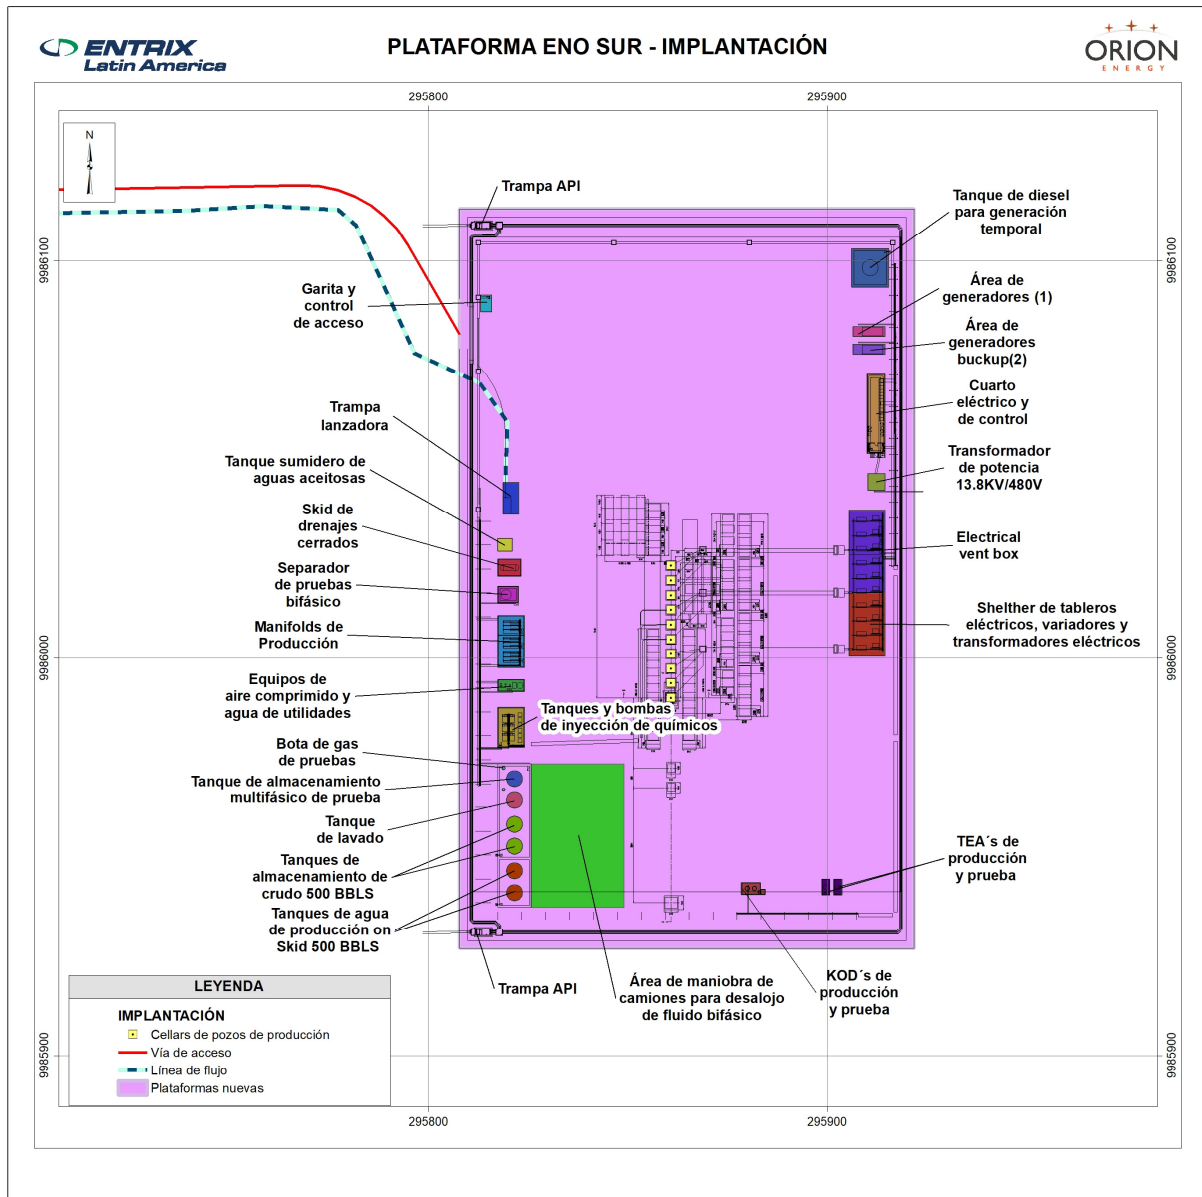 ENTRIX
Latin America
PLATAFORMA ENO SUR - IMPLANTACIÓN
ORION
ENERGY
295800
295900
N
9986100
9986100
Trampa API
Tanque de diesel
para generación
temporal
Garita y
control
de acceso
Área de
generadores (1)
Área de
generadores
buckup(2)
Cuarto
eléctrico y
de control
Trampa
lanzadora
Transformador
de potencia
13.8KV/480V
Tanque sumidero de
aguas aceitosas
Skid de
drenajes
cerrados
Electrical
vent box
Separador
de pruebas
bifásico
Shelther de tableros
eléctricos, variadores y
transformadores eléctricos
Manifolds de
Producción
9986000
9986000
Equipos de
aire comprimido y
agua de utilidades
Tanques y bombas
de inyección de químicos
Bota de gas
de pruebas
Tanque de almacenamiento
multifásico de prueba
Tanque
de lavado
Tanques de
almacenamiento de
crudo 500 BBLS
TEA´s de
producción
y prueba
Tanques de agua
de producción on
Skid 500 BBLS
Trampa API
Área de maniobra de
camiones para desalojo
de fluido bifásico
KOD´s de
producción
y prueba
LEYENDA
IMPLANTACIÓN
Cellars de pozos de producción
Vía de acceso
Línea de flujo
Plataformas nuevas
9985900
9985900
295800
295900